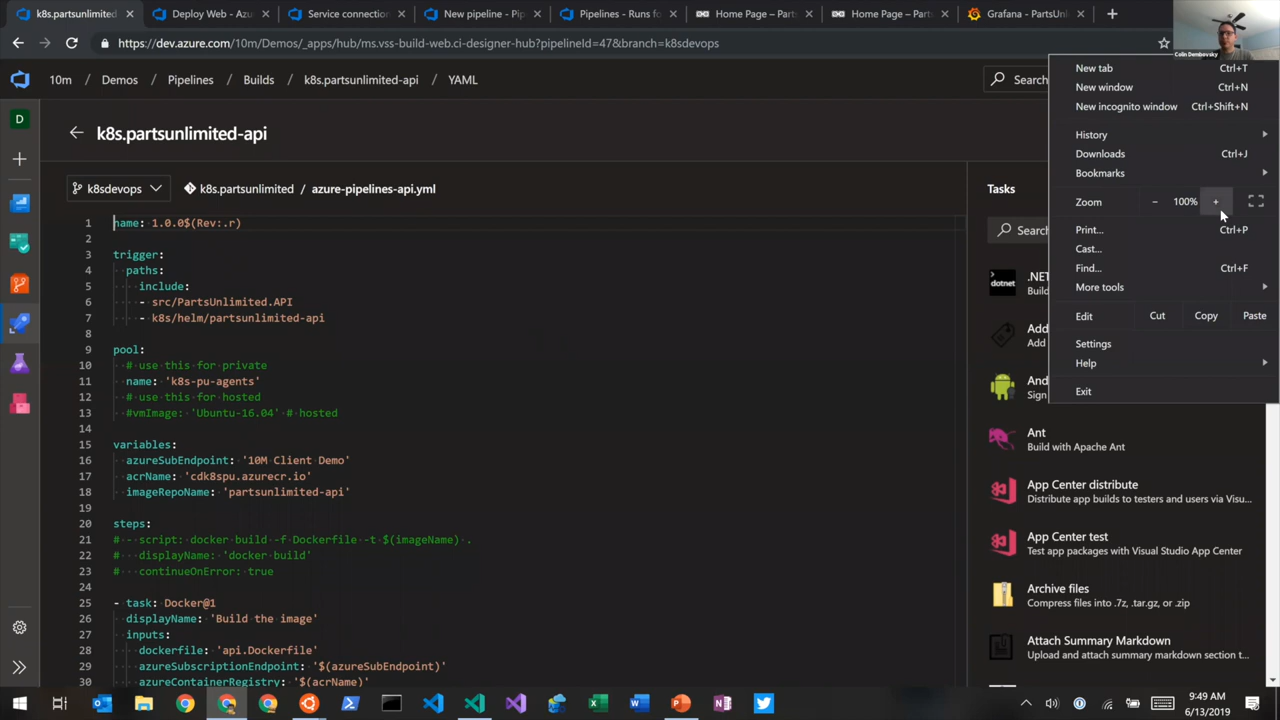 k8s.partsunlimited
Deploy Web - Azu
Service connection
New pipeline - Pip
Pipelines - Runs fo
Home Page - Parts
Home Page – Parts
Grafana - PartsUnl
https://dev.azure.com/10m/Demos/_apps/hub/ms.vss-build-web.ci-designer-hub?pipelineId=47&branch=k8sdevops
Colin Dembovsky
10m / Demos / Pipelines / Builds / k8s.partsunlimited-api / YAML
Search
D
k8s.partsunlimited-api
k8sdevops
k8s.partsunlimited / azure-pipelines-api.yml
1 name: 1.0.0$(Rev:.r)
2
3 trigger:
4 paths:
5 include:
6 - src/PartsUnlimited.API
7 - k8s/helm/partsunlimited-api
8
9 pool:
10 # use this for private
11 name: 'k8s-pu-agents'
12 # use this for hosted
13 #vmImage: 'Ubuntu-16.04' # hosted
14
15 variables:
16 azureSubEndpoint: '10M Client Demo'
17 acrName: 'cdk8spu.azurecr.io'
18 imageRepoName: 'partsunlimited-api'
19
20 steps:
21 # - script: docker build -f Dockerfile -t $(imageName) .
22 # displayName: 'docker build'
23 # continueOnError: true
24
25 - task: Docker@1
26 displayName: 'Build the image'
27 inputs:
28 dockerfile: 'api.Dockerfile'
29 azureSubscriptionEndpoint: '$(azureSubEndpoint)'
30 azureContainerRegistry: '$(acrName)'
Tasks
Search
dotnet
.NE
Build
Add
Add
And
Sign
Ant
Build with Apache Ant
App Center distribute
Distribute app builds to testers and users via Visu...
App Center test
Test app packages with Visual Studio App Center
Archive files
Compress files into .7z, .tar.gz, or .zip
Attach Summary Markdown
Upload and attach summary markdown section t...
New tab Ctrl+T
New window Ctrl+N
New incognito window Ctrl+Shift+N
History
Downloads Ctrl+J
Bookmarks
Zoom - 100% +
Print... Ctrl+P
Cast...
Find... Ctrl+F
More tools
Edit Cut Copy Paste
Settings
Help
Exit
9:49 AM
6/13/2019